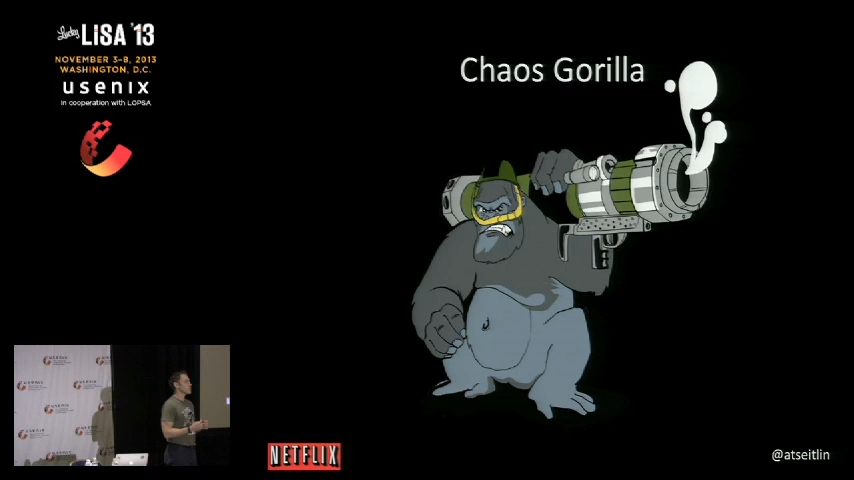 Lucky LISA '13
NOVEMBER 3–8, 2013
WASHINGTON, D.C.
usenix
in cooperation with LOPSA
Chaos Gorilla
NETFLIX
@atseitlin